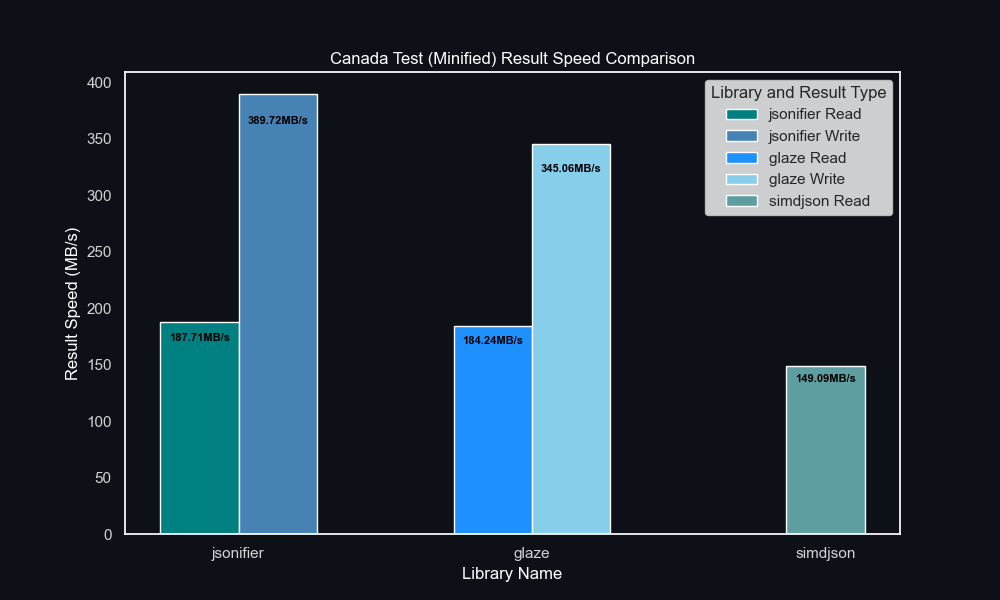 Canada Test (Minified) Result Speed Comparison
Result Speed (MB/s)
400
350
300
250
200
150
100
50
0
389.72MB/s
345.06MB/s
187.71MB/s
184.24MB/s
149.09MB/s
Library and Result Type
jsonifier Read
jsonifier Write
glaze Read
glaze Write
simdjson Read
jsonifier
glaze
simdjson
Library Name